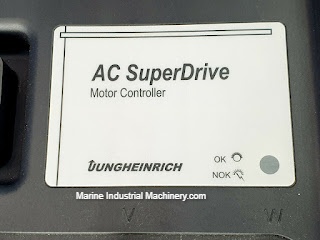 AC SuperDrive
Motor Controller
JUNGHEINRICH
OK
NOK
Marine Industrial Machinery.com
V W